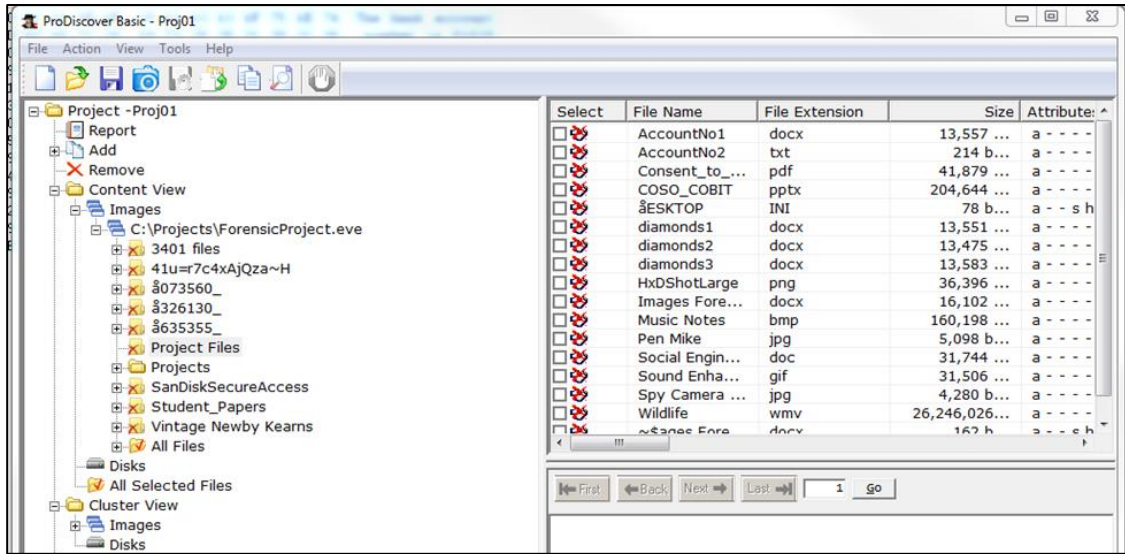 ProDiscover Basic - Proj01
File Action View Tools Help
Project -Proj01
Report
Add
Remove
Content View
Images
C:\Projects\ForensicProject.eve
3401 files
41u=r7c4xAjQza~H
å073560_
å326130_
å635355_
Project Files
Projects
SanDiskSecureAccess
Student_Papers
Vintage Newby Kearns
All Files
Disks
All Selected Files
Cluster View
Images
Disks
Select File Name File Extension Size Attribute:
AccountNo1 docx 13,557 ... a - - - -
AccountNo2 txt 214 b... a - - - -
Consent_to_... pdf 41,879 ... a - - - -
COSO_COBIT pptx 204,644 ... a - - - -
åESKTOP INI 78 b... a - - s h
diamonds1 docx 13,551 ... a - - - -
diamonds2 docx 13,475 ... a - - - -
diamonds3 docx 13,583 ... a - - - -
HxDShotLarge png 36,396 ... a - - - -
Images Fore... docx 16,102 ... a - - - -
Music Notes bmp 160,198 ... a - - - -
Pen Mike jpg 5,098 b... a - - - -
Social Engin... doc 31,744 ... a - - - -
Sound Enha... gif 31,506 ... a - - - -
Spy Camera ... jpg 4,280 b... a - - - -
Wildlife wmv 26,246,026... a - - - -
~$ages Fore... docx 162 b... a - - s h
First Back Next Last 1 Go